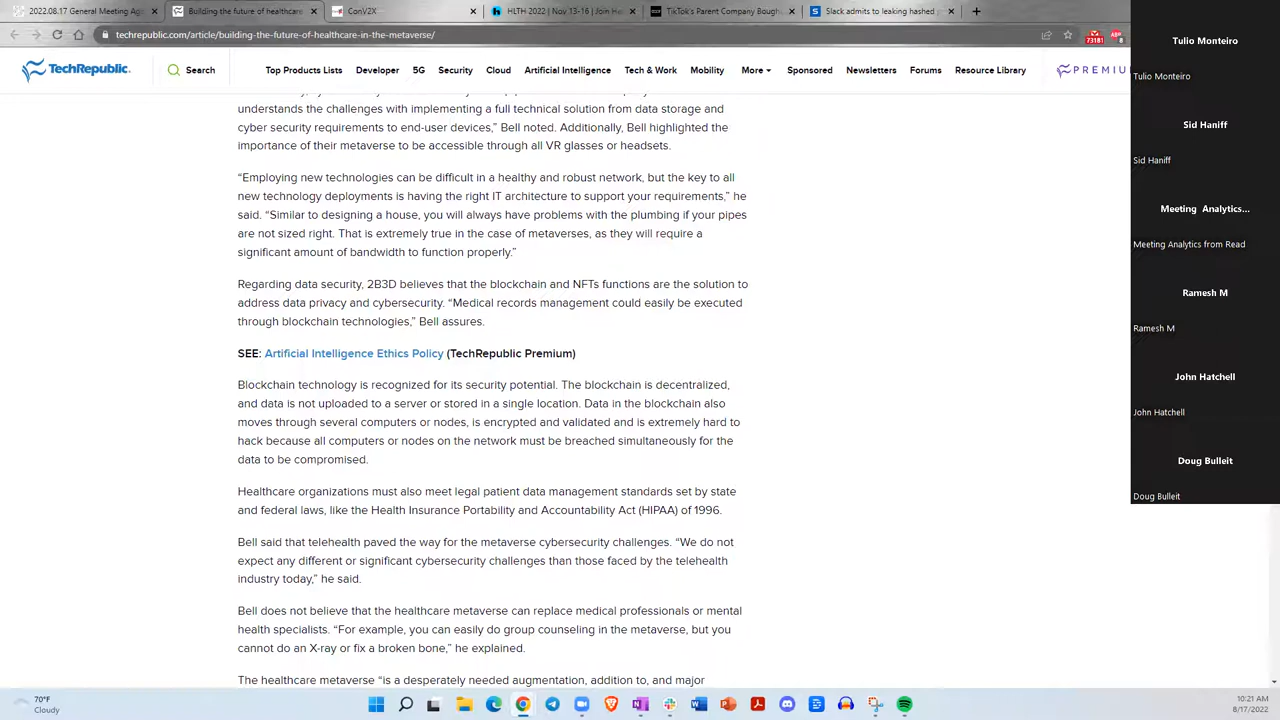 2022.08.17 General Meeting Age
Building the future of healthcare
ConV2X
HLTH 2022 | Nov 13-16 | Join He
TikTok's Parent Company Bough
Slack admits to leaking hashed
techrepublic.com/article/building-the-future-of-healthcare-in-the-metaverse/
73181
TechRepublic.
Search
Top Products Lists
Developer
5G
Security
Cloud
Artificial Intelligence
Tech & Work
Mobility
More
Sponsored
Newsletters
Forums
Resource Library
PREMIU
understands the challenges with implementing a full technical solution from data storage and
cyber security requirements to end-user devices,” Bell noted. Additionally, Bell highlighted the
importance of their metaverse to be accessible through all VR glasses or headsets.
“Employing new technologies can be difficult in a healthy and robust network, but the key to all
new technology deployments is having the right IT architecture to support your requirements,” he
said. “Similar to designing a house, you will always have problems with the plumbing if your pipes
are not sized right. That is extremely true in the case of metaverses, as they will require a
significant amount of bandwidth to function properly.”
Regarding data security, 2B3D believes that the blockchain and NFTs functions are the solution to
address data privacy and cybersecurity. “Medical records management could easily be executed
through blockchain technologies,” Bell assures.
SEE: Artificial Intelligence Ethics Policy (TechRepublic Premium)
Blockchain technology is recognized for its security potential. The blockchain is decentralized,
and data is not uploaded to a server or stored in a single location. Data in the blockchain also
moves through several computers or nodes, is encrypted and validated and is extremely hard to
hack because all computers or nodes on the network must be breached simultaneously for the
data to be compromised.
Healthcare organizations must also meet legal patient data management standards set by state
and federal laws, like the Health Insurance Portability and Accountability Act (HIPAA) of 1996.
Bell said that telehealth paved the way for the metaverse cybersecurity challenges. “We do not
expect any different or significant cybersecurity challenges than those faced by the telehealth
industry today,” he said.
Bell does not believe that the healthcare metaverse can replace medical professionals or mental
health specialists. “For example, you can easily do group counseling in the metaverse, but you
cannot do an X-ray or fix a broken bone,” he explained.
The healthcare metaverse “is a desperately needed augmentation, addition to, and major
Tulio Monteiro
Tulio Monteiro
Sid Haniff
Sid Haniff
Meeting Analytics...
Meeting Analytics from Read
Ramesh M
Ramesh M
John Hatchell
John Hatchell
Doug Bulleit
Doug Bulleit
70°F
Cloudy
10:21 AM
8/17/2022